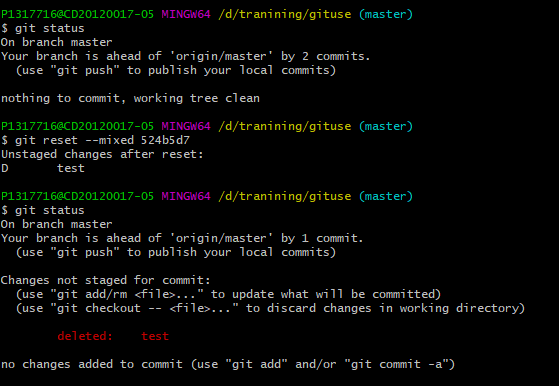 P1317716@CD20120017-05 MINGW64 /d/tranining/gituse (master)
$ git status
On branch master
Your branch is ahead of 'origin/master' by 2 commits.
  (use "git push" to publish your local commits)
nothing to commit, working tree clean
P1317716@CD20120017-05 MINGW64 /d/tranining/gituse (master)
$ git reset --mixed 524b5d7
Unstaged changes after reset:
D       test
P1317716@CD20120017-05 MINGW64 /d/tranining/gituse (master)
$ git status
On branch master
Your branch is ahead of 'origin/master' by 1 commit.
  (use "git push" to publish your local commits)
Changes not staged for commit:
  (use "git add/rm <file>..." to update what will be committed)
  (use "git checkout -- <file>..." to discard changes in working directory)
        deleted:    test
no changes added to commit (use "git add" and/or "git commit -a")